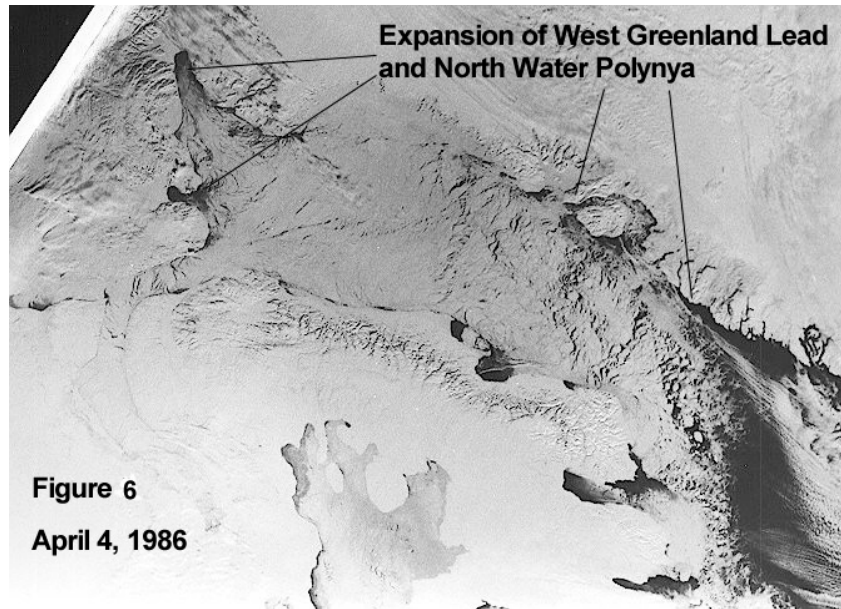 Expansion of West Greenland Lead
and North Water Polynya
Figure 6
April 4, 1986